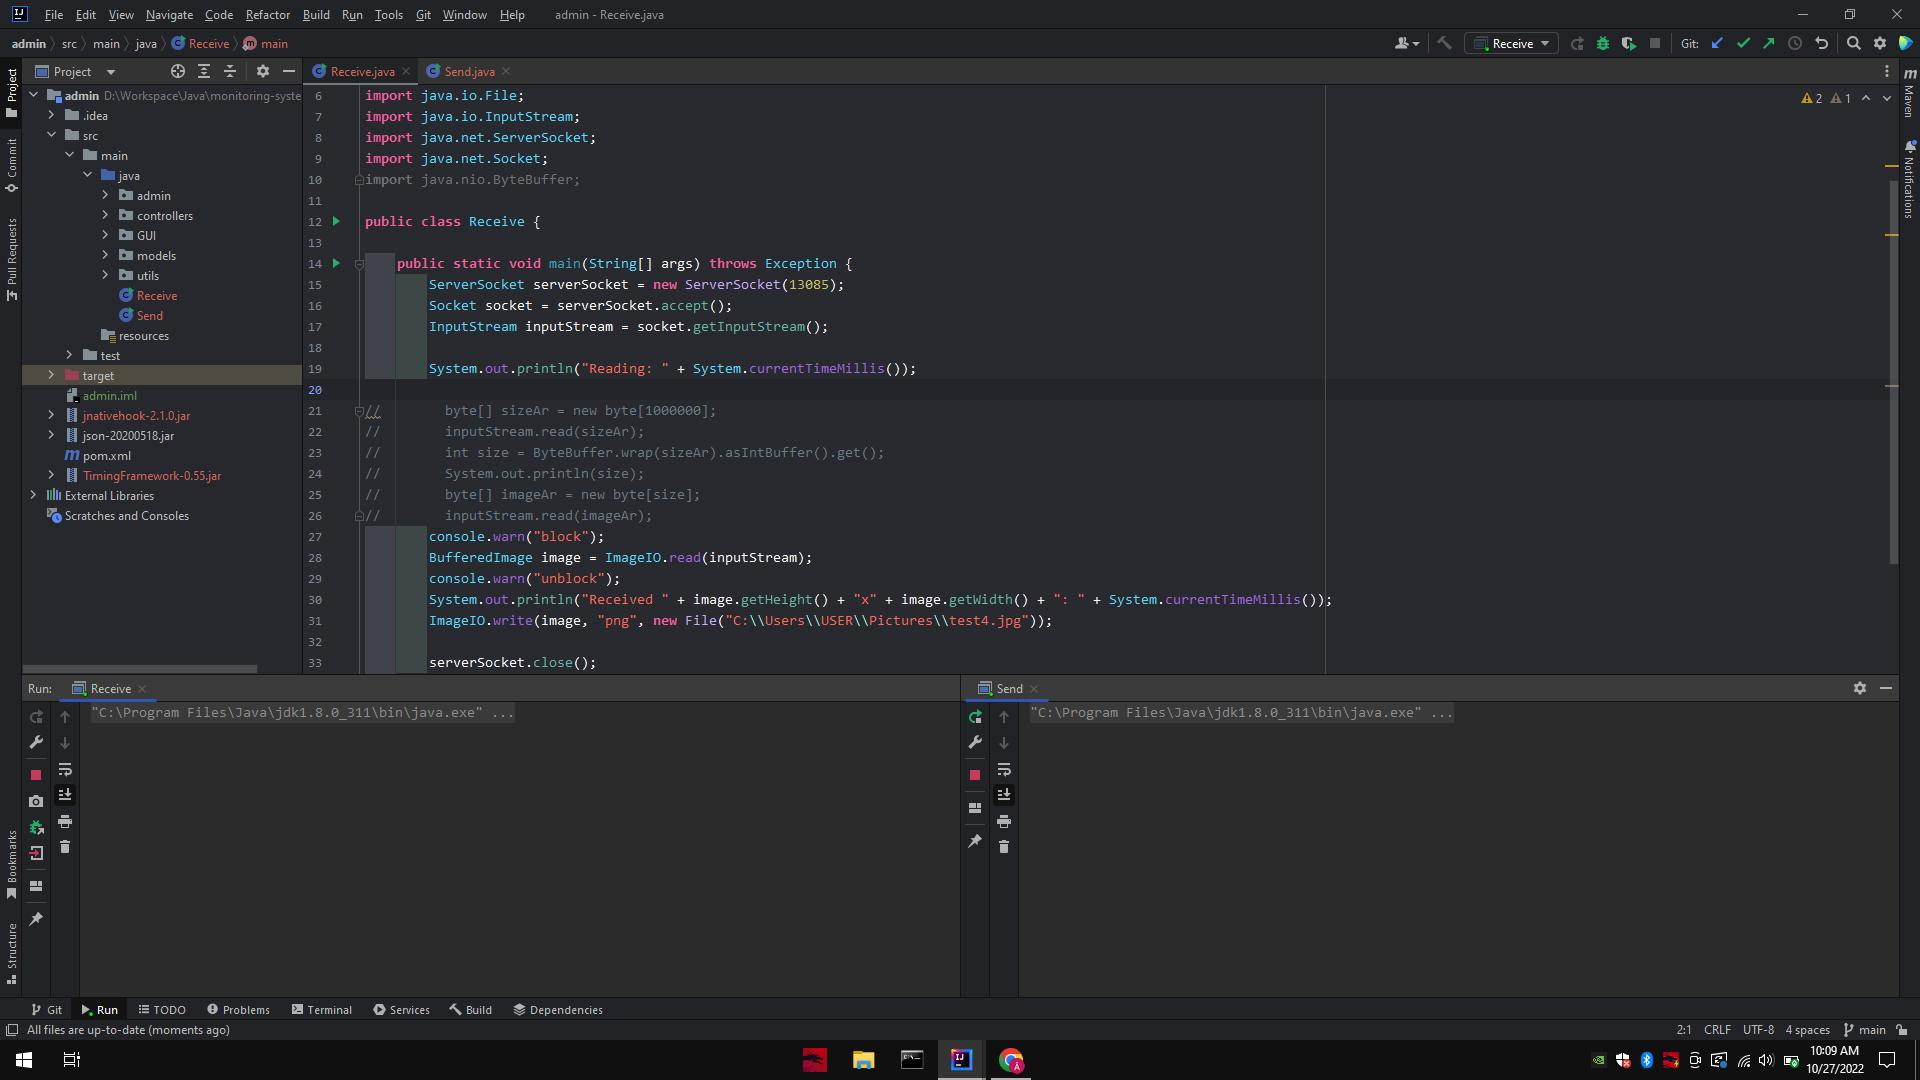 File Edit View Navigate Code Refactor Build Run Tools Git Window Help admin - Receive.java
admin src main java Receive main
Receive
Git:
Project
Receive.java
Send.java
admin D:\Workspace\Java\monitoring-syste
.idea
src
main
java
admin
controllers
GUI
models
utils
Receive
Send
resources
test
target
admin.iml
jnativehook-2.1.0.jar
json-20200518.jar
pom.xml
TimingFramework-0.55.jar
External Libraries
Scratches and Consoles
Project
Commit
Pull Requests
Bookmarks
Structure
6 import java.io.File;
7 import java.io.InputStream;
8 import java.net.ServerSocket;
9 import java.net.Socket;
10 import java.nio.ByteBuffer;
11
12 public class Receive {
13
14 public static void main(String[] args) throws Exception {
15 ServerSocket serverSocket = new ServerSocket(13085);
16 Socket socket = serverSocket.accept();
17 InputStream inputStream = socket.getInputStream();
18
19 System.out.println("Reading: " + System.currentTimeMillis());
20
21 // byte[] sizeAr = new byte[1000000];
22 // inputStream.read(sizeAr);
23 // int size = ByteBuffer.wrap(sizeAr).asIntBuffer().get();
24 // System.out.println(size);
25 // byte[] imageAr = new byte[size];
26 // inputStream.read(imageAr);
27 console.warn("block");
28 BufferedImage image = ImageIO.read(inputStream);
29 console.warn("unblock");
30 System.out.println("Received " + image.getHeight() + "x" + image.getWidth() + ": " + System.currentTimeMillis());
31 ImageIO.write(image, "png", new File("C:\\Users\\USER\\Pictures\\test4.jpg"));
32
33 serverSocket.close();
2 1
m
Maven
Notifications
Run: Receive
"C:\Program Files\Java\jdk1.8.0_311\bin\java.exe" ...
Send
"C:\Program Files\Java\jdk1.8.0_311\bin\java.exe" ...
Git Run TODO Problems Terminal Services Build Dependencies
All files are up-to-date (moments ago)
2:1 CRLF UTF-8 4 spaces main
10:09 AM
10/27/2022